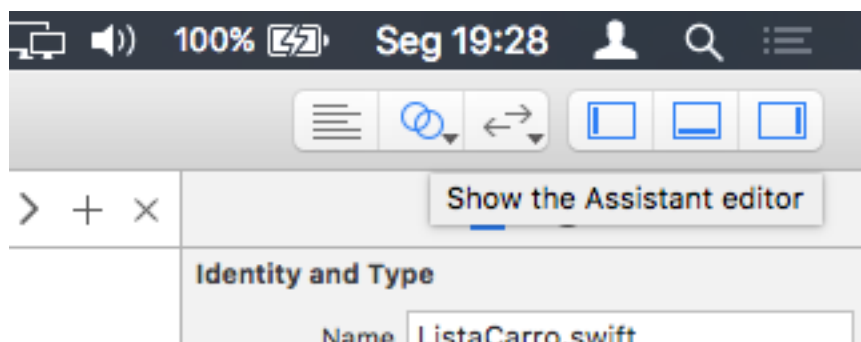 100% Seg 19:28
Show the Assistant editor
Identity and Type
Name ListaCarro.swift